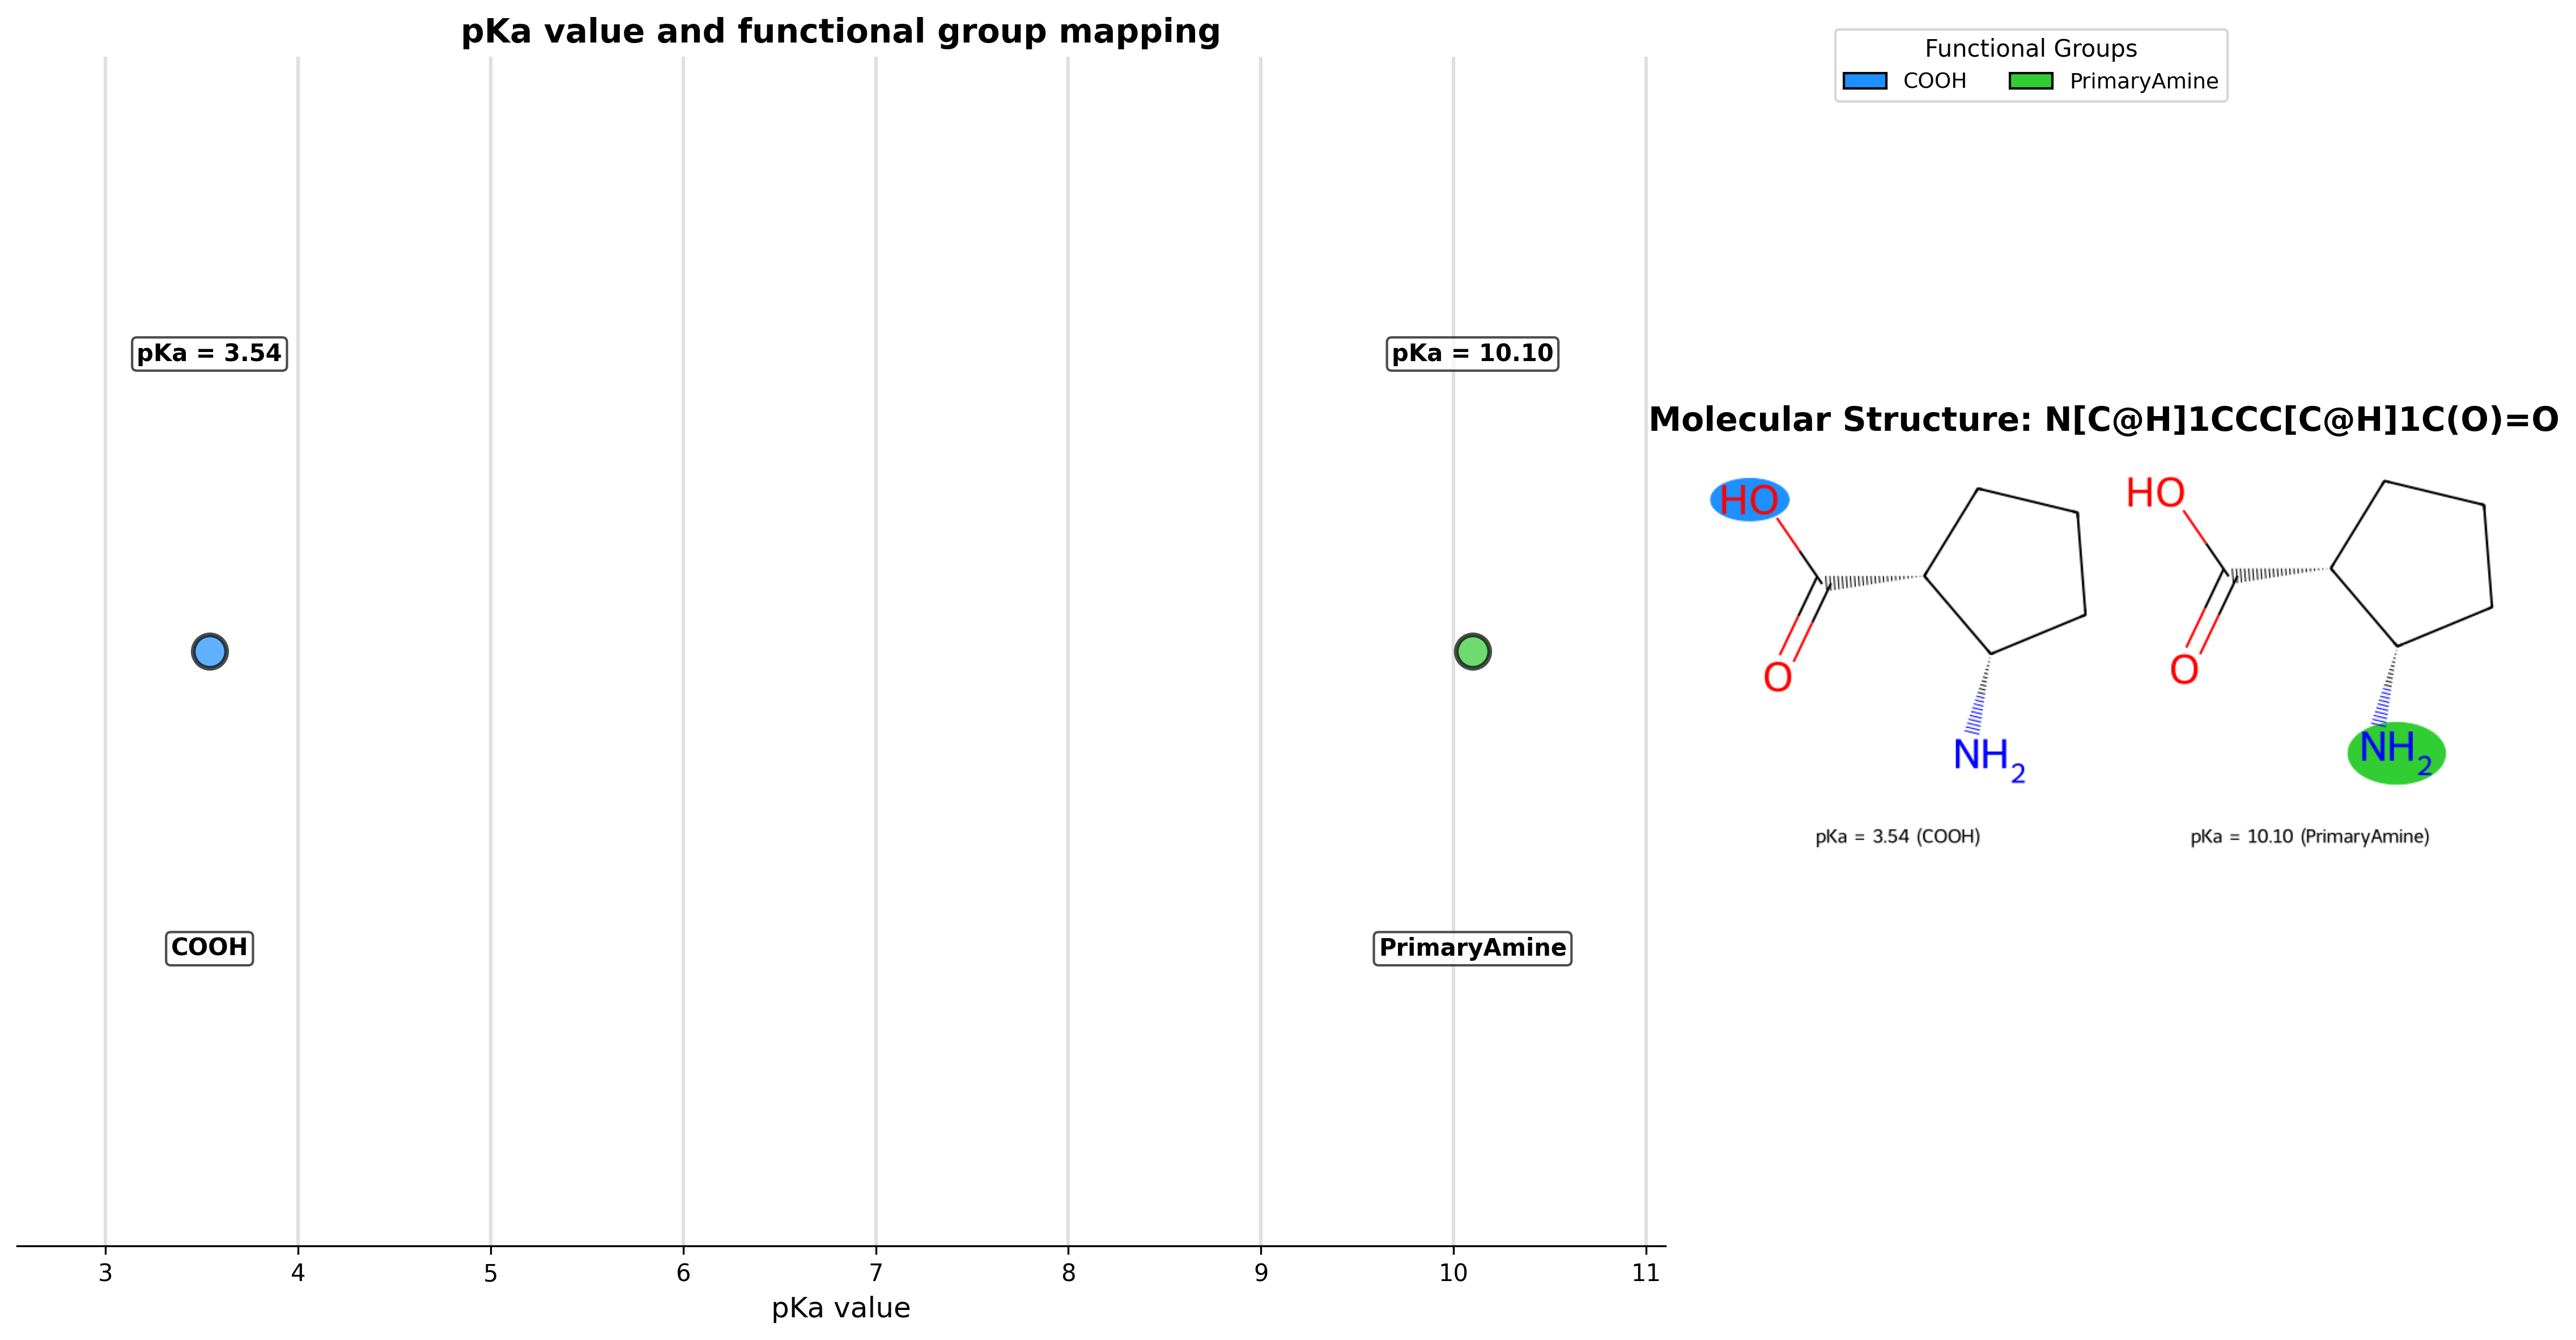 pKa value and functional group mapping
Functional Groups
COOH
PrimaryAmine
pKa = 3.54
pKa = 10.10
COOH
PrimaryAmine
3
4
5
6
7
8
9
10
11
pKa value
Molecular Structure: N[C@H]1CCC[C@H]1C(O)=O
HO
O
NH2
HO
O
NH2
pKa = 3.54 (COOH)
pKa = 10.10 (PrimaryAmine)